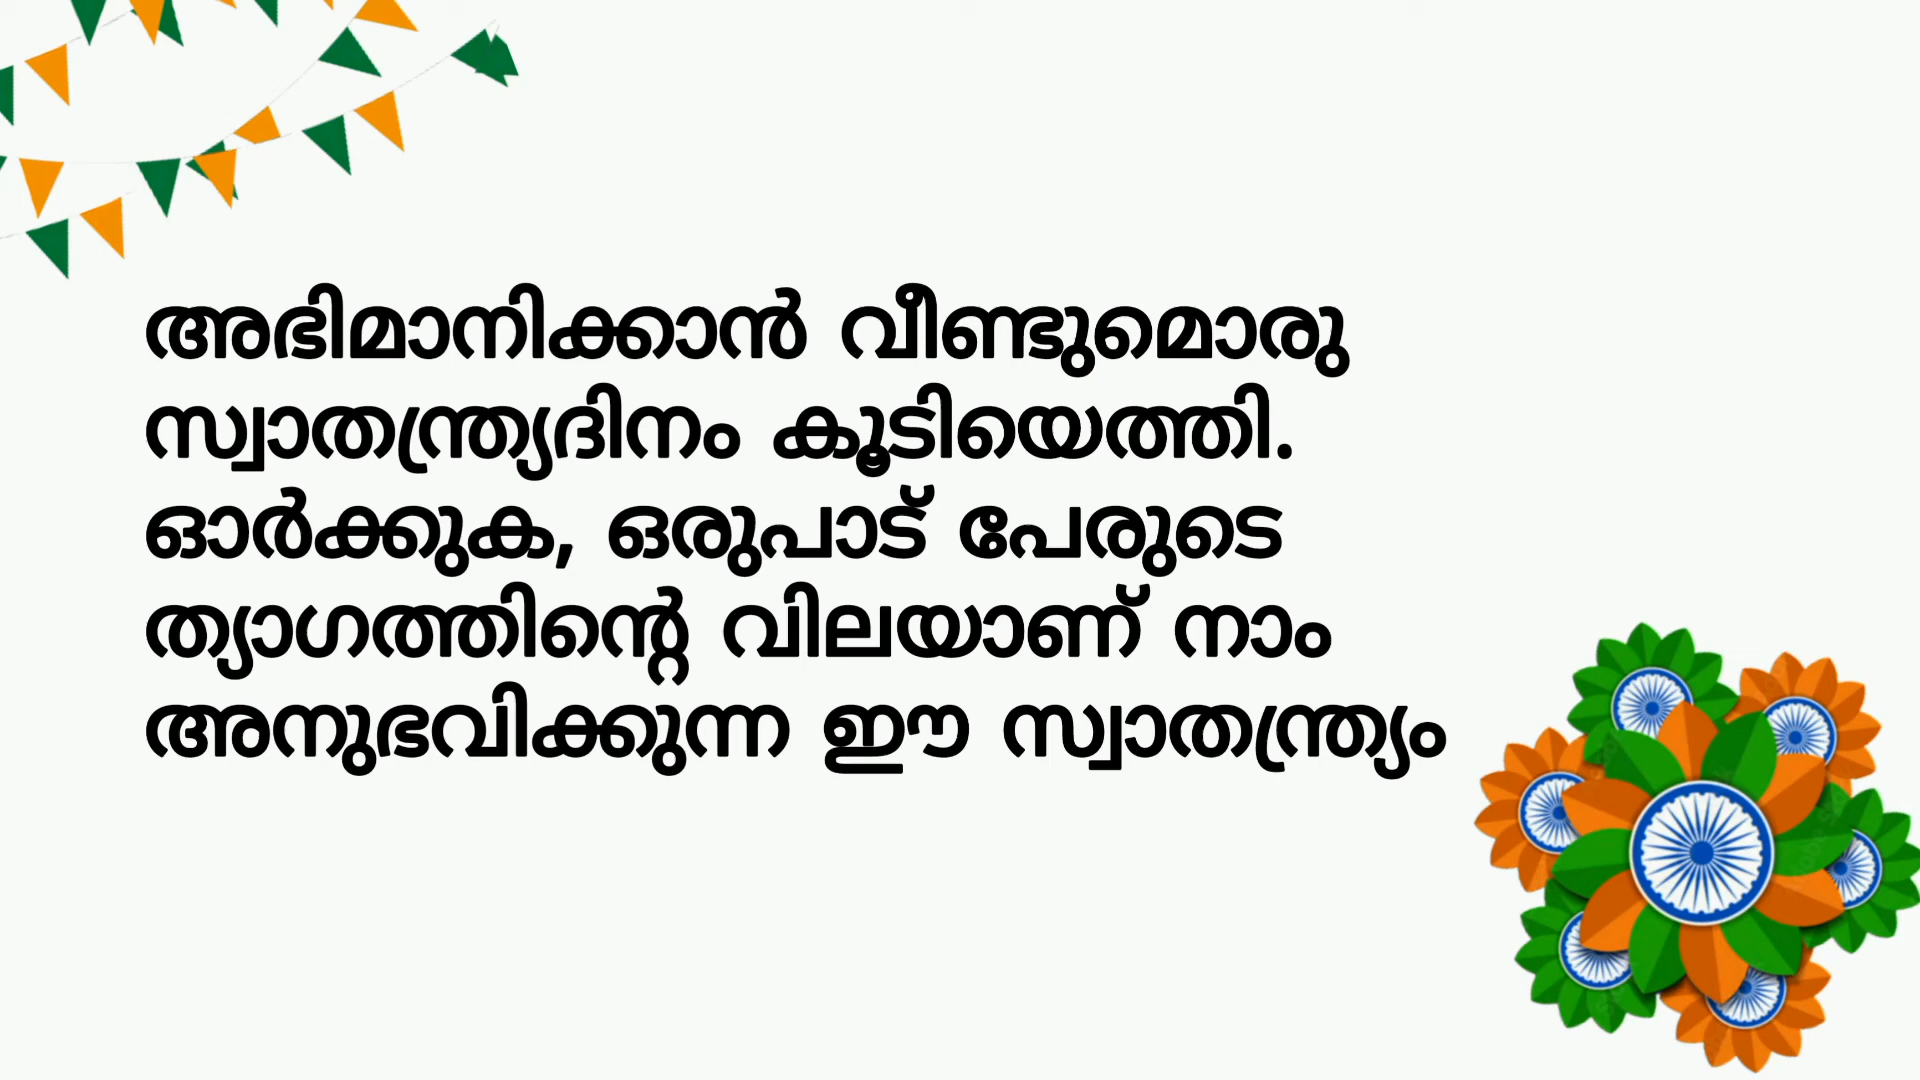 അഭിമാനിക്കാൻ വീണ്ടുമൊരു
സ്വാതന്ത്ര്യദിനം കൂടിയെത്തി.
ഓർക്കുക, ഒരുപാട് പേരുടെ
ത്യാഗത്തിന്റെ വിലയാണ് നാം
അനുഭവിക്കുന്ന ഈ സ്വാതന്ത്ര്യം